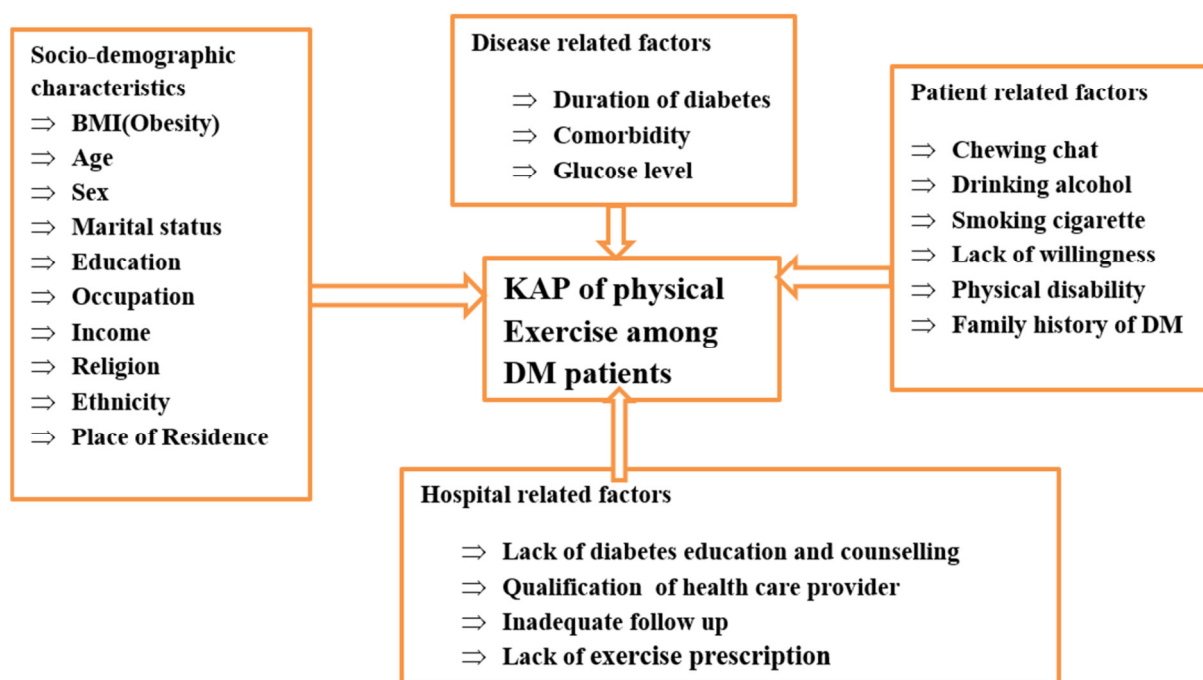 Socio-demographic
characteristics
⇒ BMI(Obesity)
⇒ Age
⇒ Sex
⇒ Marital status
⇒ Education
⇒ Occupation
⇒ Income
⇒ Religion
⇒ Ethnicity
⇒ Place of Residence
Disease related factors
⇒ Duration of diabetes
⇒ Comorbidity
⇒ Glucose level
Patient related factors
⇒ Chewing chat
⇒ Drinking alcohol
⇒ Smoking cigarette
⇒ Lack of willingness
⇒ Physical disability
⇒ Family history of DM
KAP of physical
Exercise among
DM patients
Hospital related factors
⇒ Lack of diabetes education and counselling
⇒ Qualification of health care provider
⇒ Inadequate follow up
⇒ Lack of exercise prescription